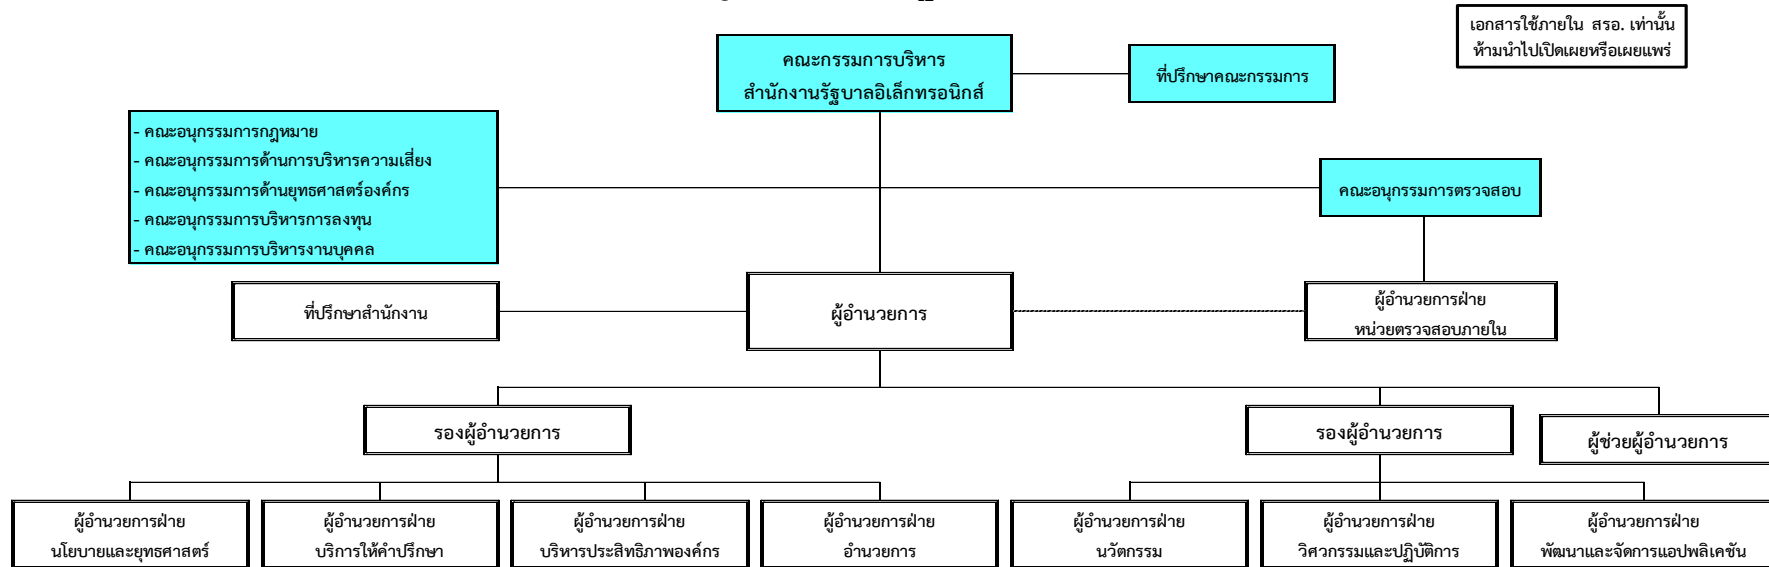 เอกสารใช้ภายใน สรอ. เท่านั้น
ห้ามนำไปเปิดเผยหรือเผยแพร่
คณะกรรมการบริหาร
สำนักงานรัฐบาลอิเล็กทรอนิกส์
ที่ปรึกษาคณะกรรมการ
- คณะอนุกรรมการกฎหมาย
- คณะอนุกรรมการด้านการบริหารความเสี่ยง
- คณะอนุกรรมการด้านยุทธศาสตร์องค์กร
- คณะอนุกรรมการบริหารการลงทุน
- คณะอนุกรรมการบริหารงานบุคคล
คณะอนุกรรมการตรวจสอบ
ที่ปรึกษาสำนักงาน
ผู้อำนวยการ
ผู้อำนวยการฝ่าย
หน่วยตรวจสอบภายใน
รองผู้อำนวยการ
รองผู้อำนวยการ
ผู้ช่วยผู้อำนวยการ
ผู้อำนวยการฝ่าย
นโยบายและยุทธศาสตร์
ผู้อำนวยการฝ่าย
บริการให้คำปรึกษา
ผู้อำนวยการฝ่าย
บริหารประสิทธิภาพองค์กร
ผู้อำนวยการฝ่าย
อำนวยการ
ผู้อำนวยการฝ่าย
นวัตกรรม
ผู้อำนวยการฝ่าย
วิศวกรรมและปฏิบัติการ
ผู้อำนวยการฝ่าย
พัฒนาและจัดการแอปพลิเคชัน